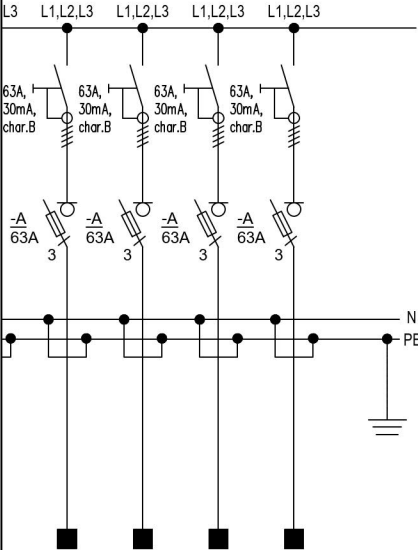 L3 L1,L2,L3 L1,L2,L3 L1,L2,L3 L1,L2,L3
63A, 63A, 63A, 63A,
30mA, 30mA, 30mA, 30mA,
char.B char.B char.B char.B
-A -A -A -A
63A 63A 63A 63A
3 3 3 3
N
PE